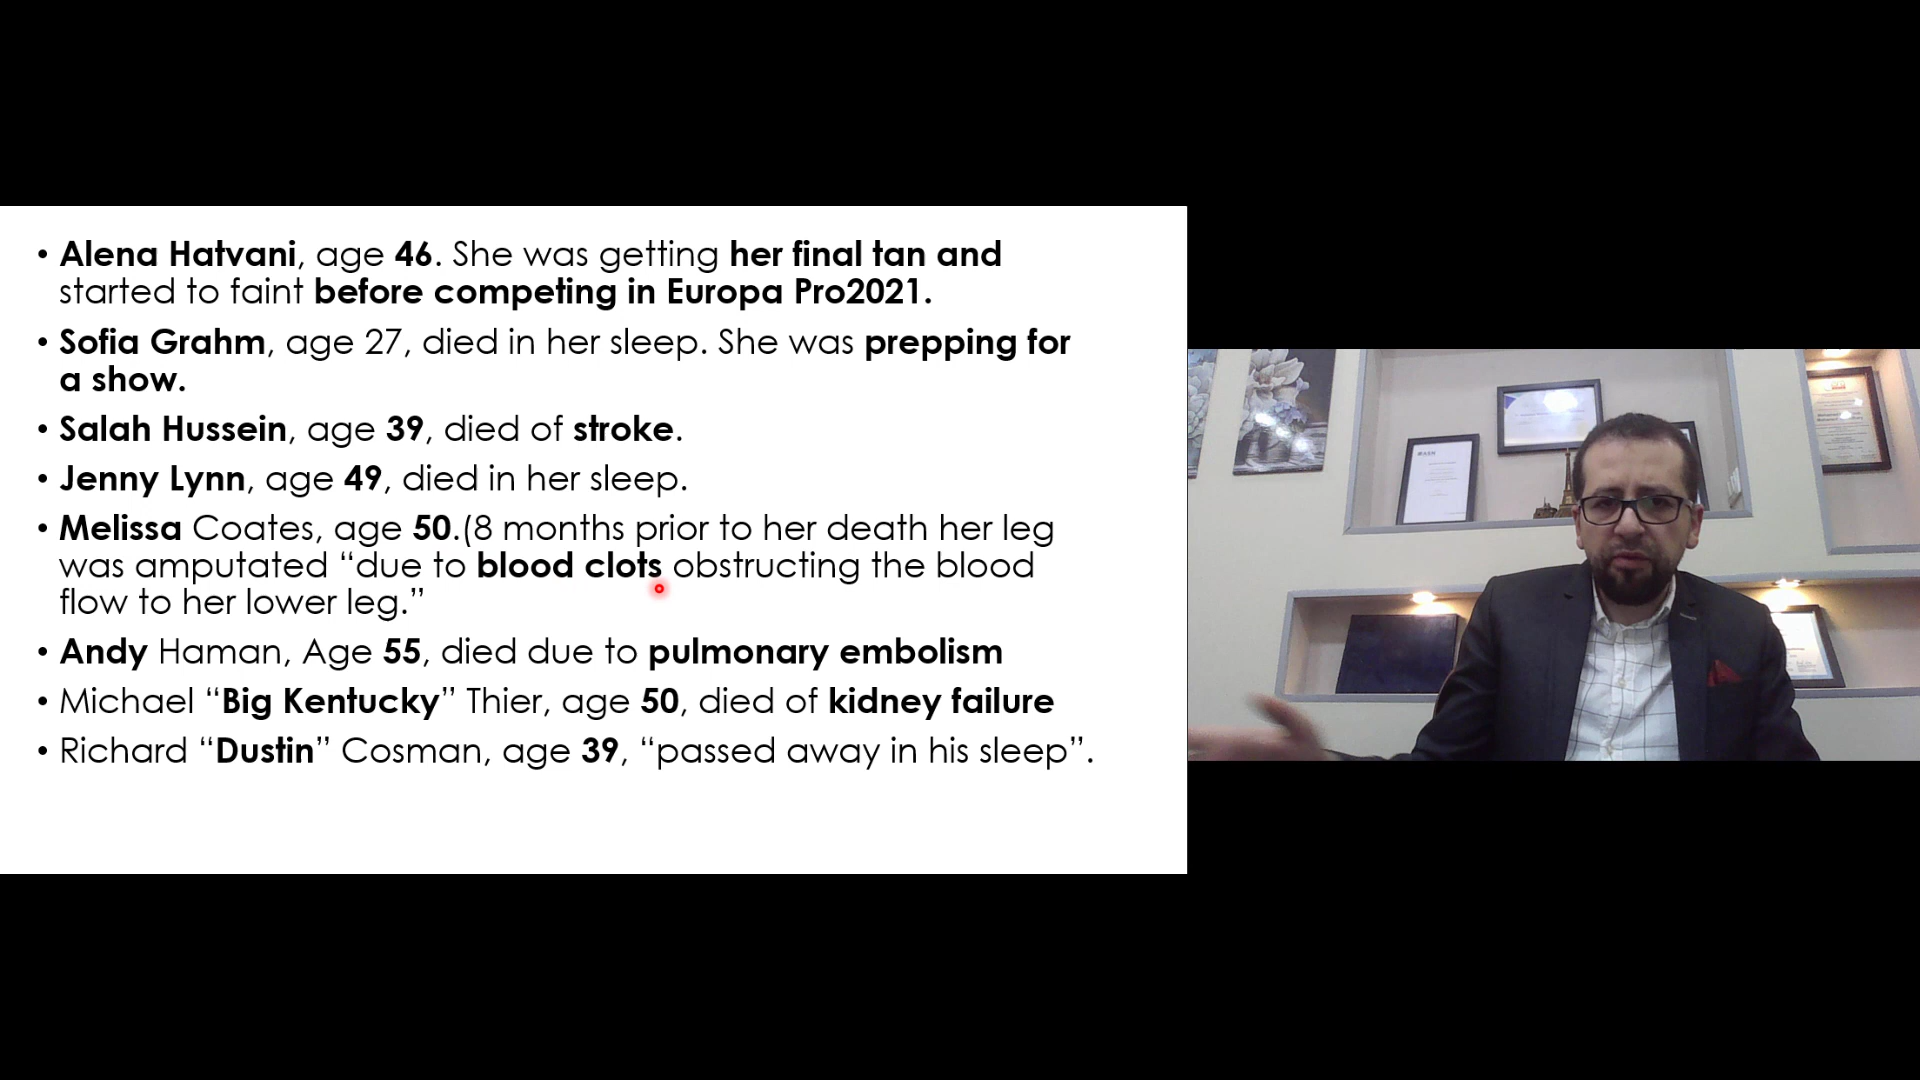 • Alena Hatvani, age 46. She was getting her final tan and
started to faint before competing in Europa Pro2021.
• Sofia Grahm, age 27, died in her sleep. She was prepping for
a show.
• Salah Hussein, age 39, died of stroke.
• Jenny Lynn, age 49, died in her sleep.
• Melissa Coates, age 50.(8 months prior to her death her leg
was amputated “due to blood clots obstructing the blood
flow to her lower leg.”
• Andy Haman, Age 55, died due to pulmonary embolism
• Michael “Big Kentucky” Thier, age 50, died of kidney failure
• Richard “Dustin” Cosman, age 39, “passed away in his sleep”.